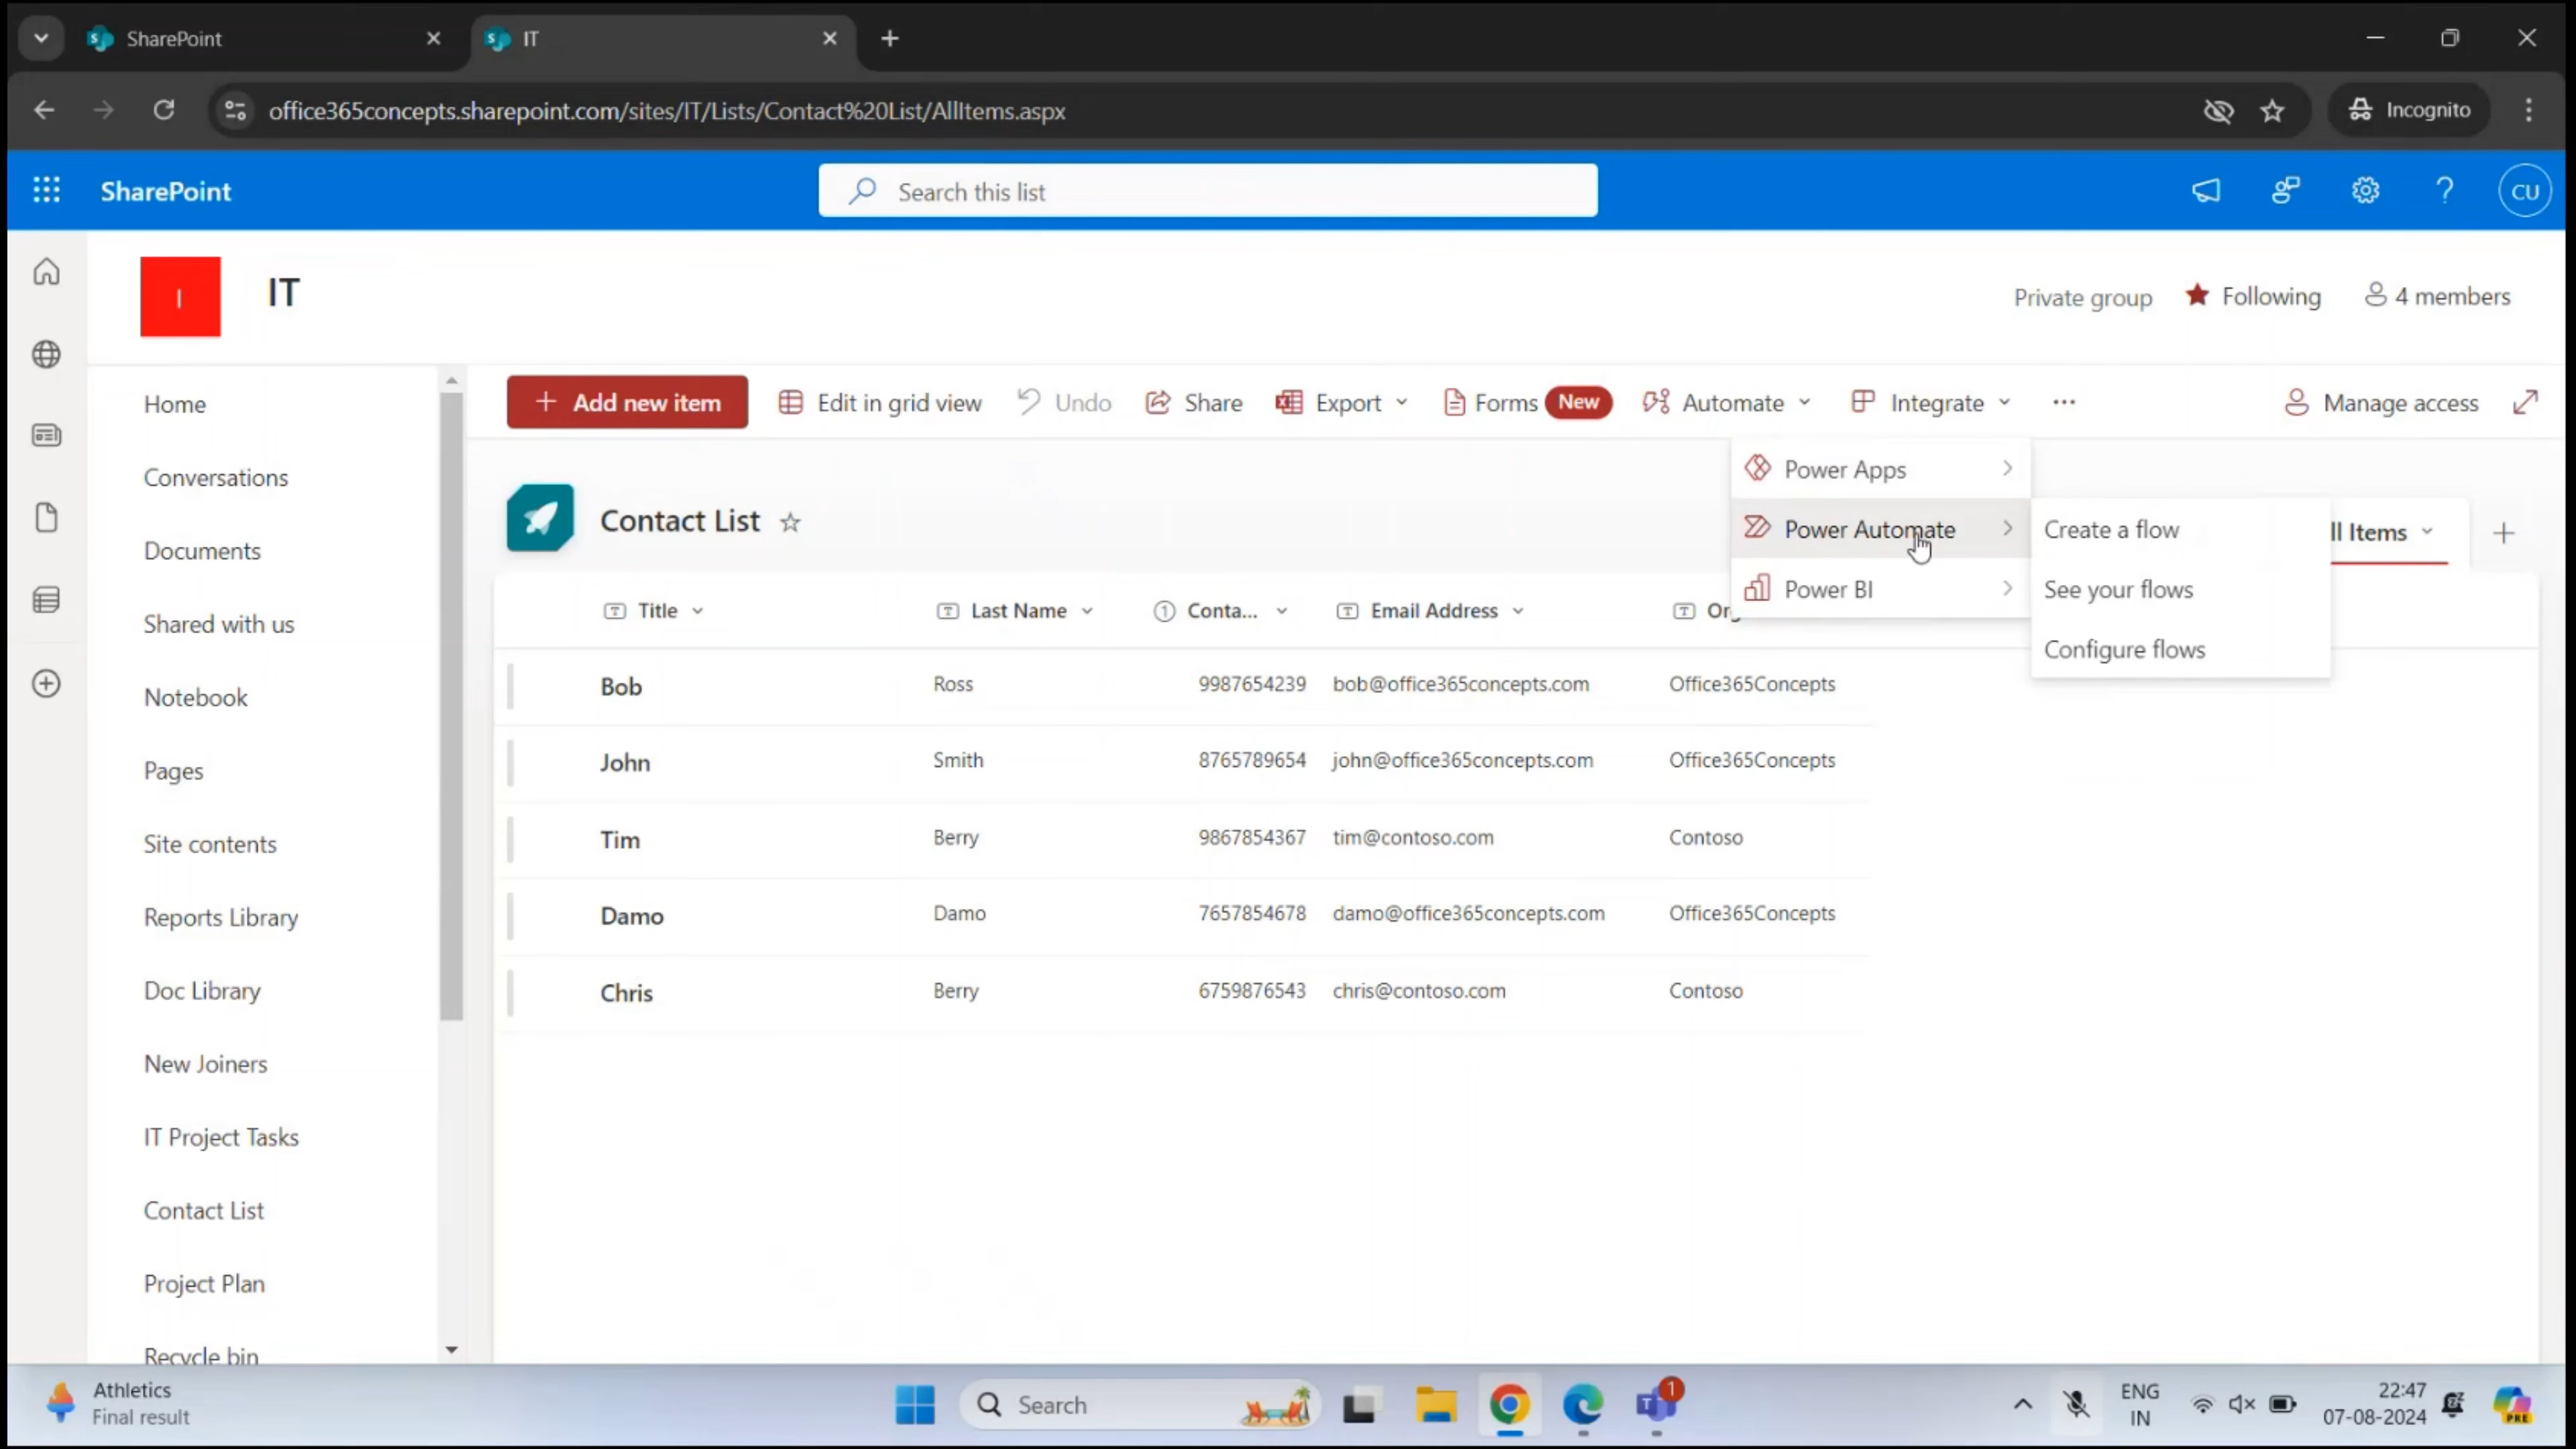 SharePoint
IT
office365concepts.sharepoint.com/sites/IT/Lists/Contact%20List/AllItems.aspx
Incognito
SharePoint
Search this list
CU
I
IT
Private group
Following
4 members
Home
Conversations
Documents
Shared with us
Notebook
Pages
Site contents
Reports Library
Doc Library
New Joiners
IT Project Tasks
Contact List
Project Plan
Recycle bin
+ Add new item
Edit in grid view
Undo
Share
Export
Forms New
Automate
Integrate
...
Manage access
Power Apps
Power Automate
Power BI
Create a flow
See your flows
Configure flows
Contact List
ll Items
Title Last Name Conta... Email Address Org
Bob Ross 9987654239 bob@office365concepts.com Office365Concepts
John Smith 8765789654 john@office365concepts.com Office365Concepts
Tim Berry 9867854367 tim@contoso.com Contoso
Damo Damo 7657854678 damo@office365concepts.com Office365Concepts
Chris Berry 6759876543 chris@contoso.com Contoso
Athletics
Final result
Search
1
ENG
IN
22:47
07-08-2024
PRE